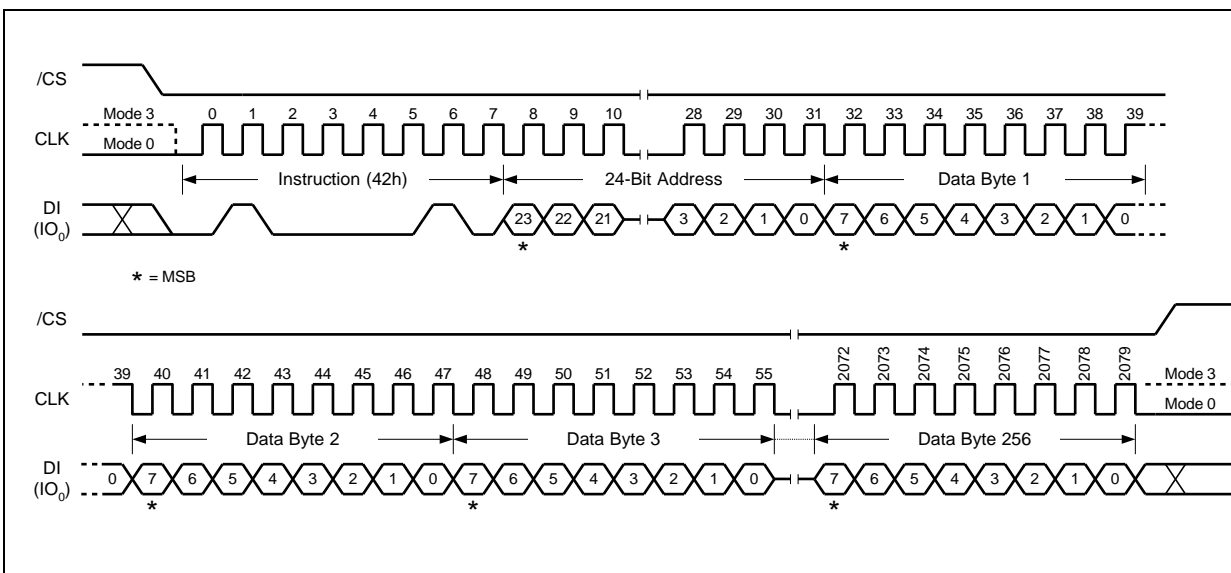 /CS
Mode 3 0 1 2 3 4 5 6 7 8 9 10 28 29 30 31 32 33 34 35 36 37 38 39
CLK Mode 0
Instruction (42h) 24-Bit Address Data Byte 1
DI
(IO0) 23 22 21 3 2 1 0 7 6 5 4 3 2 1 0
* *
* = MSB
/CS
39 40 41 42 43 44 45 46 47 48 49 50 51 52 53 54 55 2072 2073 2074 2075 2076 2077 2078 2079 Mode 3
CLK Mode 0
Data Byte 2 Data Byte 3 Data Byte 256
DI
(IO0) 0 7 6 5 4 3 2 1 0 7 6 5 4 3 2 1 0 7 6 5 4 3 2 1 0
* * *